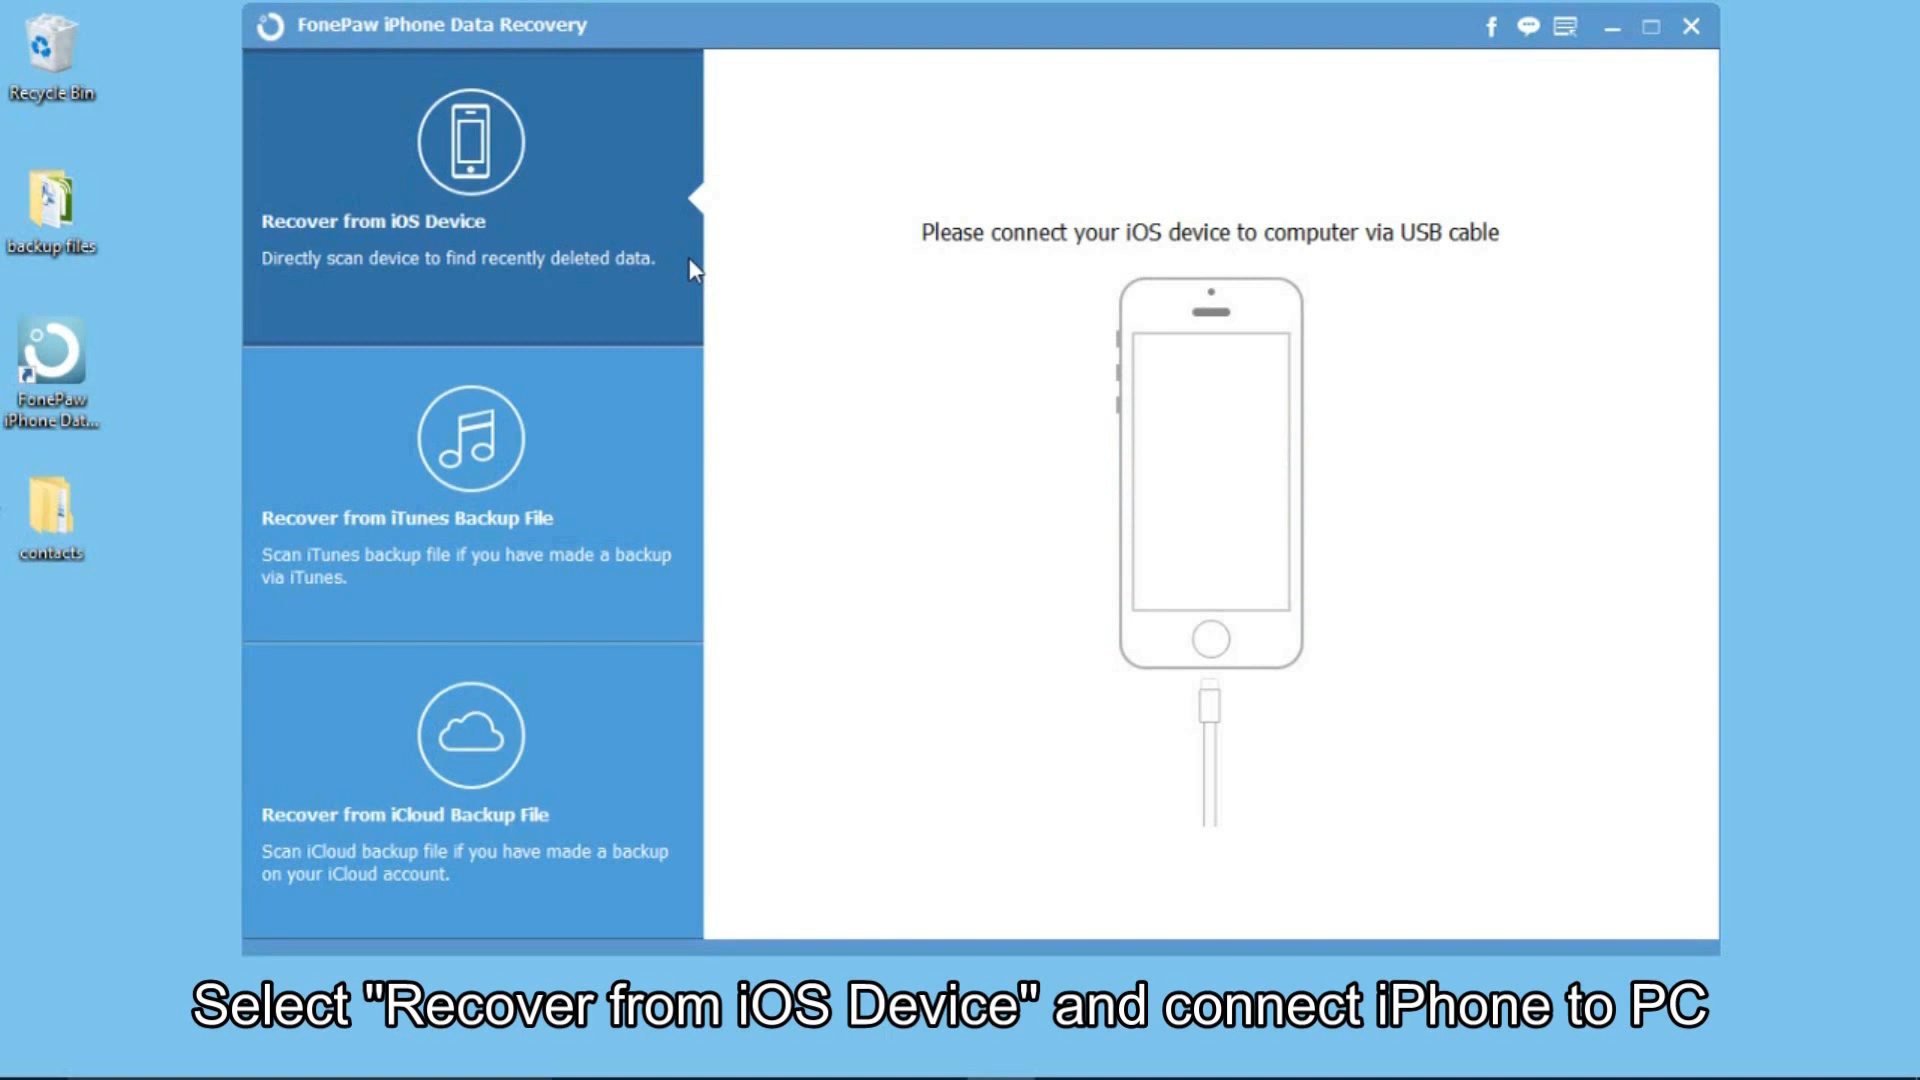 FonePaw iPhone Data Recovery
Recycle Bin
backup files
FonePaw
iPhone Dat...
contacts
Recover from iOS Device
Directly scan device to find recently deleted data.
Recover from iTunes Backup File
Scan iTunes backup file if you have made a backup
via iTunes.
Recover from iCloud Backup File
Scan iCloud backup file if you have made a backup
on your iCloud account.
Please connect your iOS device to computer via USB cable
Select "Recover from iOS Device" and connect iPhone to PC